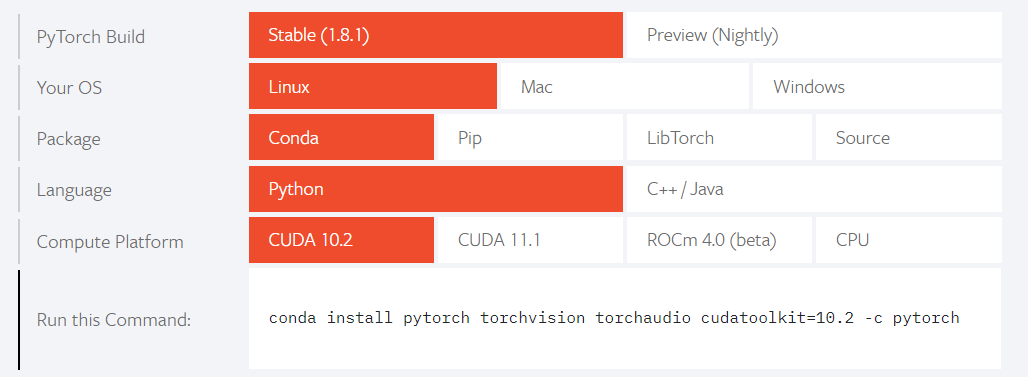 PyTorch Build Stable (1.8.1) Preview (Nightly)
Your OS Linux Mac Windows
Package Conda Pip LibTorch Source
Language Python C++ / Java
Compute Platform CUDA 10.2 CUDA 11.1 ROCm 4.0 (beta) CPU
Run this Command: conda install pytorch torchvision torchaudio cudatoolkit=10.2 -c pytorch